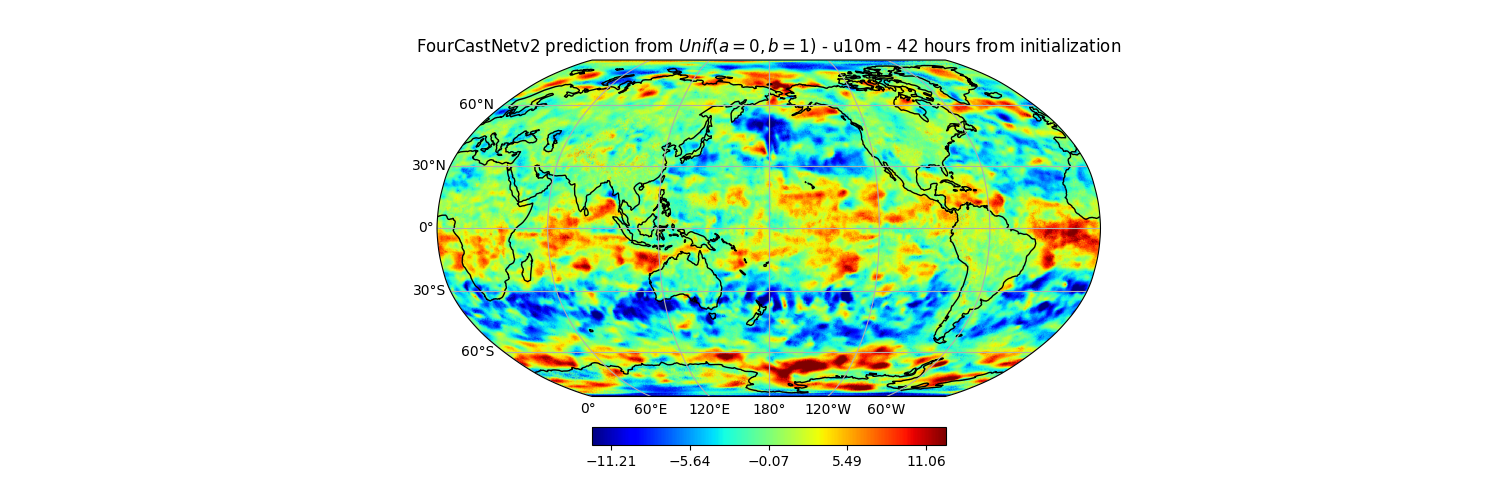 FourCastNetv2 prediction from Unif(a = 0, b = 1) - u10m - 42 hours from initialization
60°N
30°N
0°
30°S
60°S
0° 60°E 120°E 180° 120°W 60°W
−11.21 −5.64 −0.07 5.49 11.06